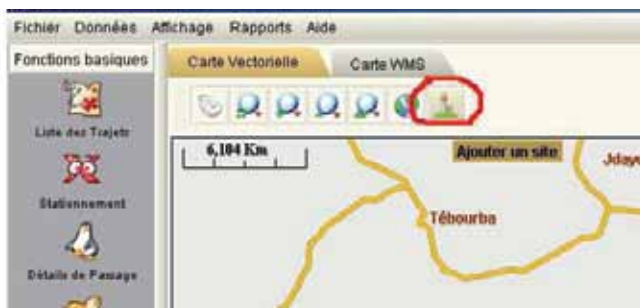 Fichier Données Affichage Rapports Aide
Fonctions basiques
Carte Vectorielle
Carte WMS
Liste des Trajets
6,104 Km
Ajouter un site
Jdaye
Stationnement
Tébourba
Détails de Passage